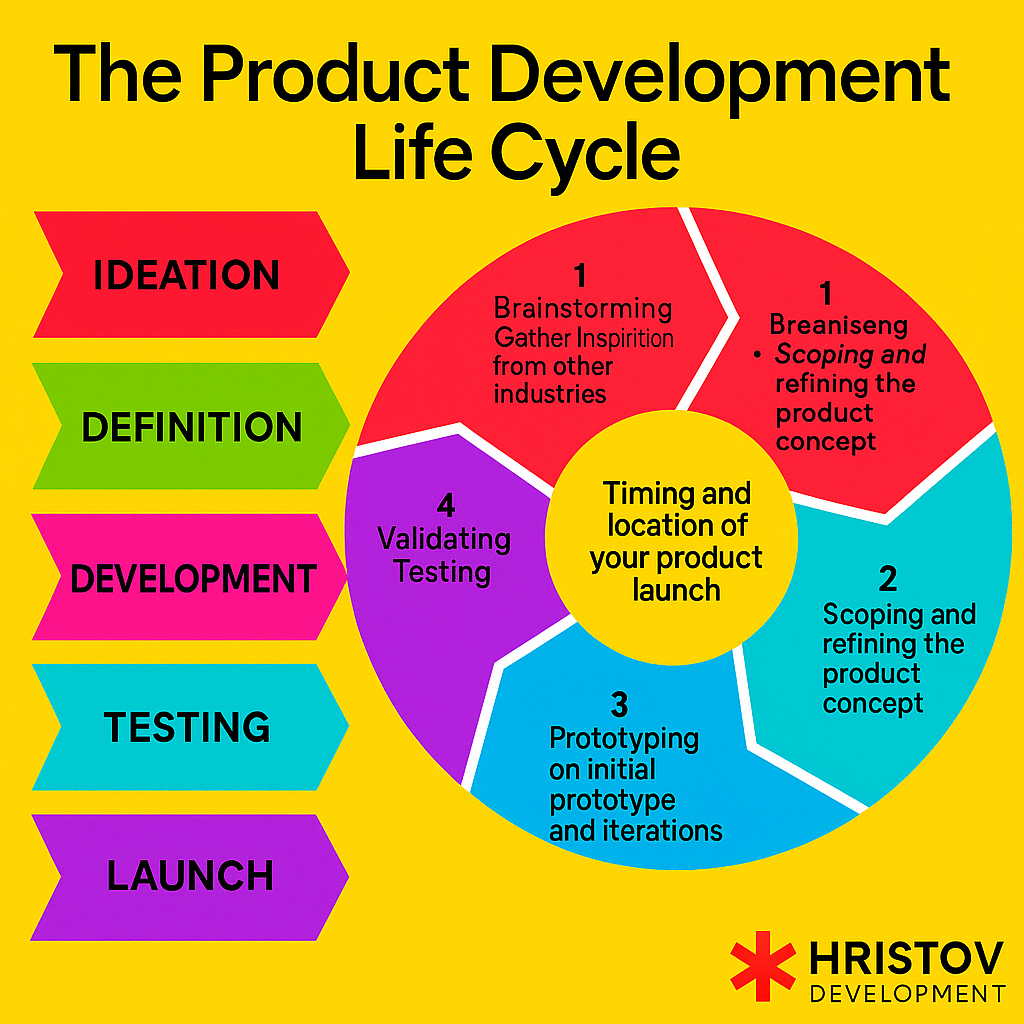 The Product Development
Life Cycle
IDEATION
DEFINITION
DEVELOPMENT
TESTING
LAUNCH
1
Brainstorming
Gather Inspirition
from other
industries
1
Breaniseng
• Scoping and
refining the
product
concept
2
Scoping and
refining the
product
concept
3
Prototyping
on initial
prototype
and iterations
4
Validating
Testing
Timing and
location of
your product
launch
HRISTOV
DEVELOPMENT